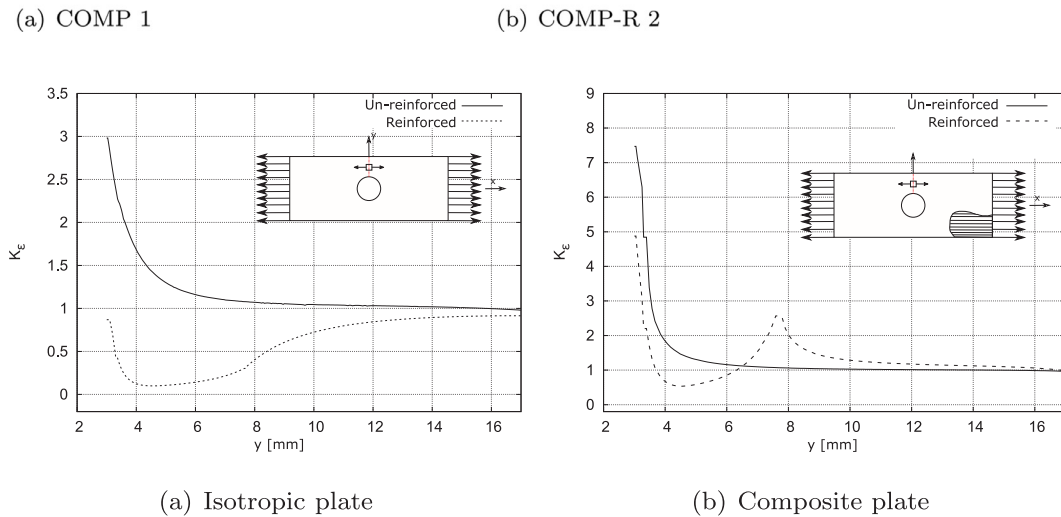 (a) COMP 1
(b) COMP-R 2
3.5
3
2.5
2
1.5
1
0.5
0
Kε
Un-reinforced
Reinforced
y
x
2 4 6 8 10 12 14 16
y [mm]
(a) Isotropic plate
9
8
7
6
5
4
3
2
1
0
Kε
Un-reinforced
Reinforced
x
2 4 6 8 10 12 14 16
y [mm]
(b) Composite plate